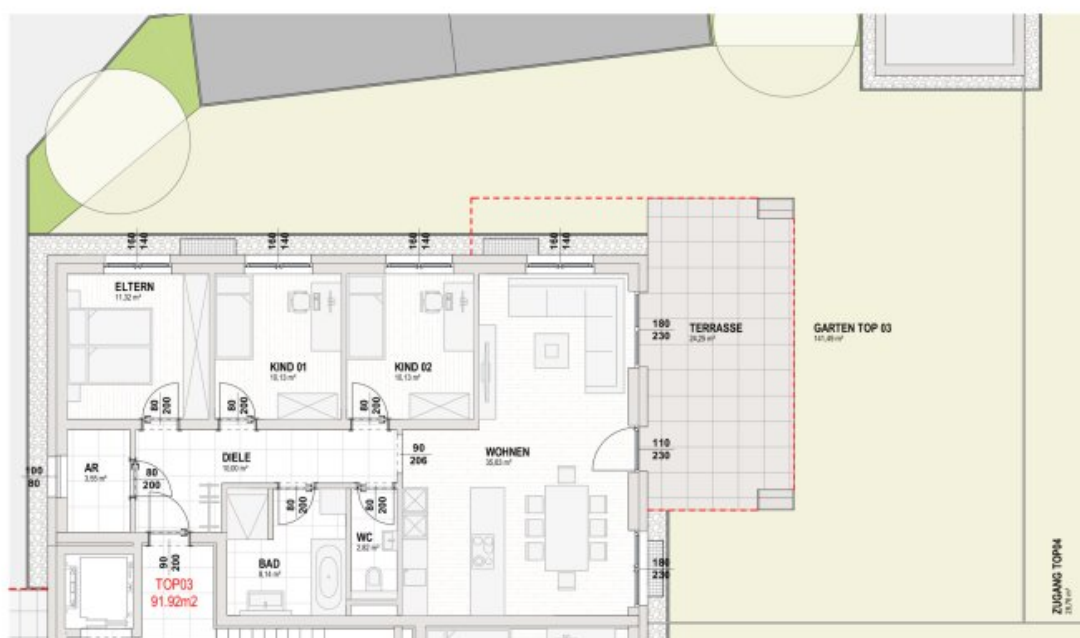 160
140
160
140
160
140
160
140
ELTERN
11,32 m²
KIND 01
10,13 m²
KIND 02
10,13 m²
80
200
80
200
80
200
180
230
TERRASSE
24,25 m²
GARTEN TOP 03
141,49 m²
100
80
AR
3,55 m²
80
200
DIELE
10,00 m²
90
206
WOHNEN
35,83 m²
110
230
80
200
80
200
WC
2,82 m²
BAD
8,14 m²
90
200
TOP03
91.92m2
180
230
ZUGANG TOP04